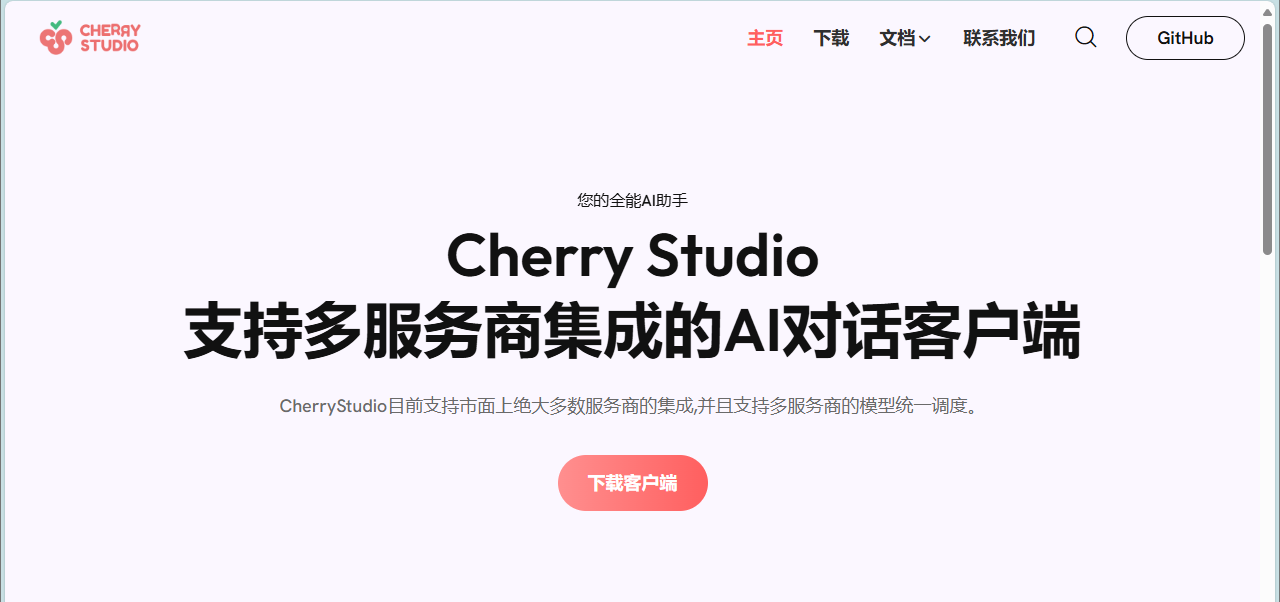 CHERRY
STUDIO
主页 下载 文档 联系我们 GitHub
您的全能AI助手
Cherry Studio
支持多服务商集成的AI对话客户端
CherryStudio目前支持市面上绝大多数服务商的集成,并且支持多服务商的模型统一调度。
下载客户端